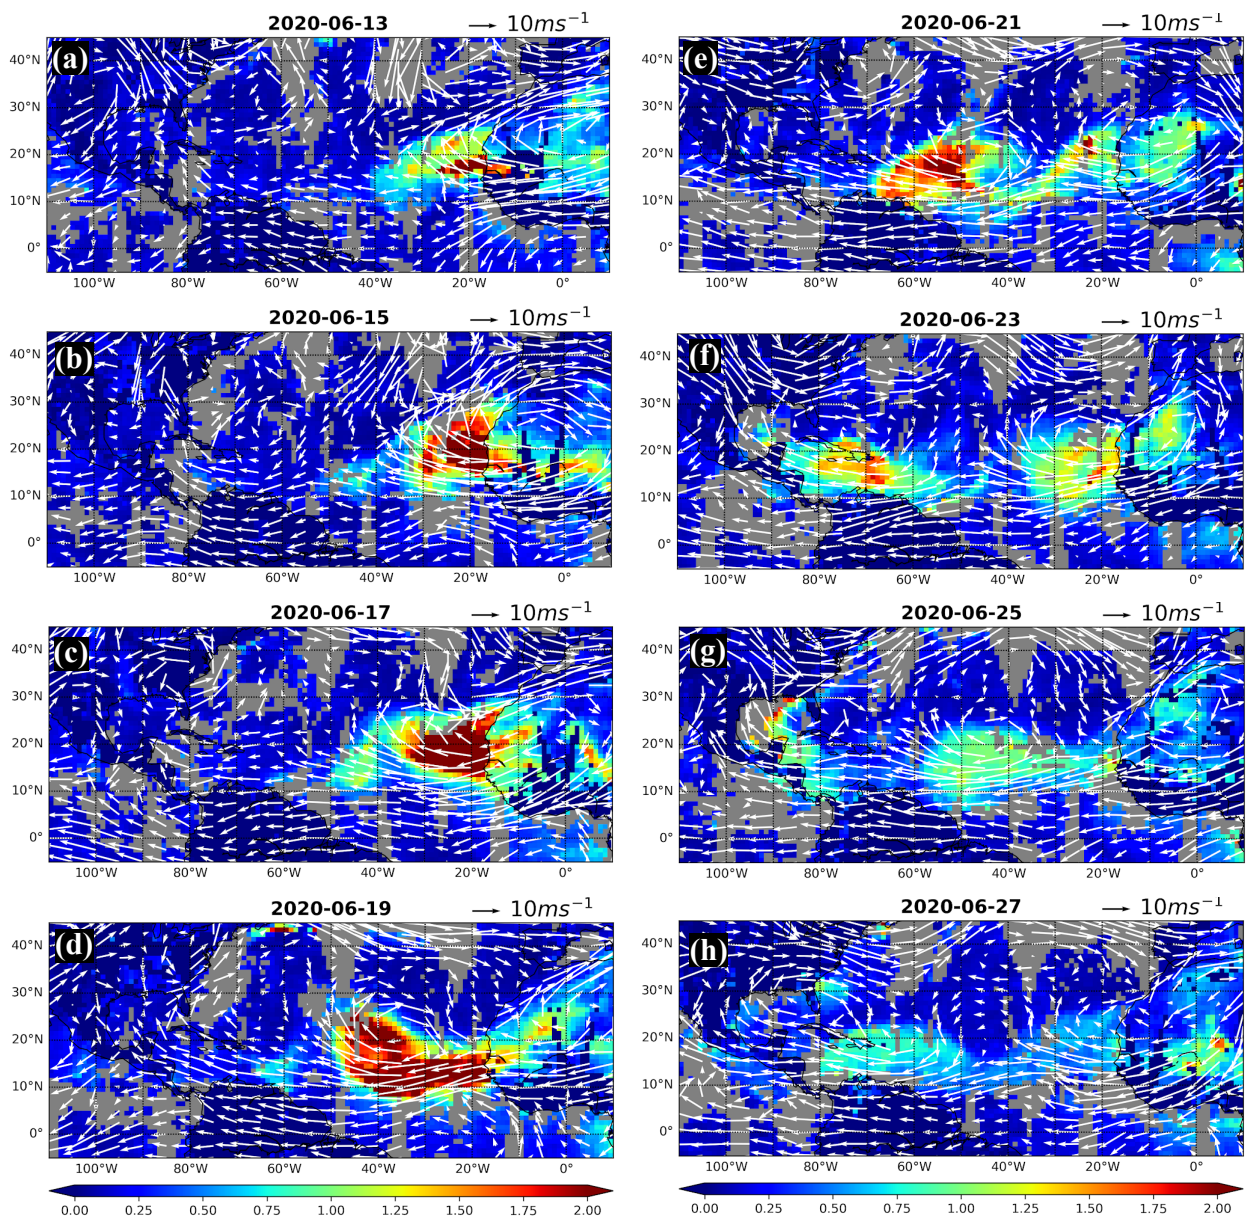 2020-06-13 10ms⁻¹
(a)
40°N
30°N
20°N
10°N
0°
100°W 80°W 60°W 40°W 20°W 0°
2020-06-15 10ms⁻¹
(b)
40°N
30°N
20°N
10°N
0°
100°W 80°W 60°W 40°W 20°W 0°
2020-06-17 10ms⁻¹
(c)
40°N
30°N
20°N
10°N
0°
100°W 80°W 60°W 40°W 20°W 0°
2020-06-19 10ms⁻¹
(d)
40°N
30°N
20°N
10°N
0°
100°W 80°W 60°W 40°W 20°W 0°
0.00 0.25 0.50 0.75 1.00 1.25 1.50 1.75 2.00
2020-06-21 10ms⁻¹
(e)
40°N
30°N
20°N
10°N
0°
100°W 80°W 60°W 40°W 20°W 0°
2020-06-23 10ms⁻¹
(f)
40°N
30°N
20°N
10°N
0°
100°W 80°W 60°W 40°W 20°W 0°
2020-06-25 10ms⁻¹
(g)
40°N
30°N
20°N
10°N
0°
100°W 80°W 60°W 40°W 20°W 0°
2020-06-27 10ms⁻¹
(h)
40°N
30°N
20°N
10°N
0°
100°W 80°W 60°W 40°W 20°W 0°
0.00 0.25 0.50 0.75 1.00 1.25 1.50 1.75 2.00